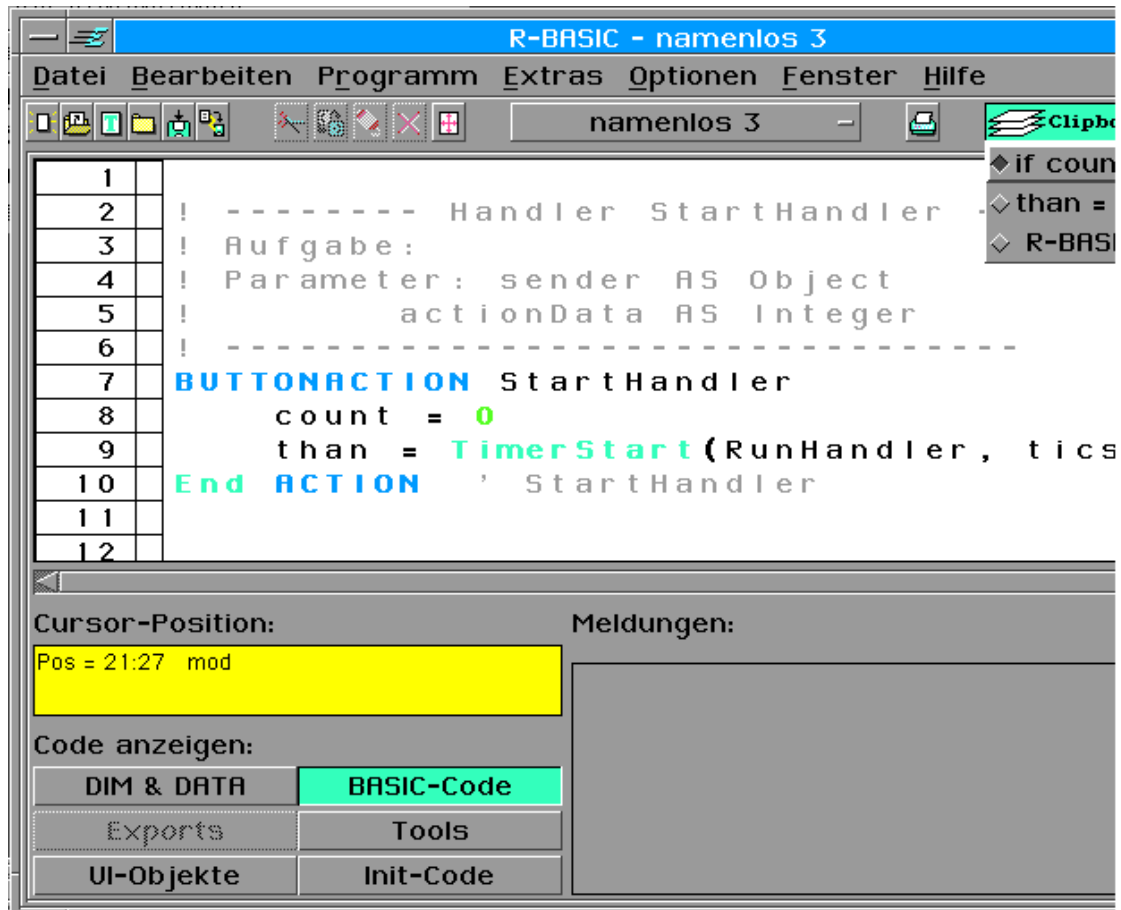 R-BASIC - namenlos 3
Datei Bearbeiten Programm Extras Optionen Fenster Hilfe
T namenlos 3
if coun
than =
R-BASI
1
2 ! -------- Handler StartHandler -
3 ! Aufgabe:
4 ! Parameter: sender AS Object
5 ! actionData AS Integer
6 ! --------------------------------
7 BUTTONACTION StartHandler
8 count = 0
9 than = TimerStart(RunHandler, tics
10 End ACTION ' StartHandler
11
12
Cursor-Position:
Pos = 21:27 mod
Meldungen:
Code anzeigen:
DIM & DATA BASIC-Code
Exports Tools
UI-Objekte Init-Code